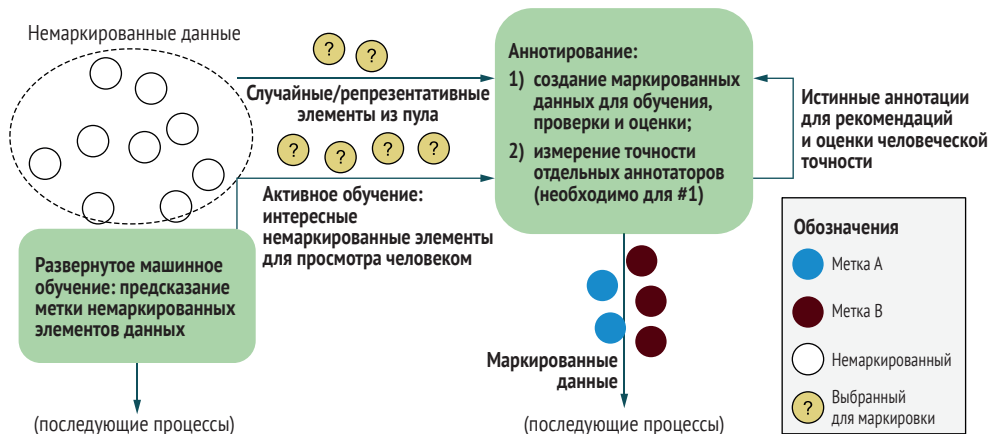 Немаркированные данные
? ?
Случайные/репрезентативные
элементы из пула
? ? ? ?
Активное обучение:
интересные
немаркированные элементы
для просмотра человеком
Развернутое машинное
обучение: предсказание
метки немаркированных
элементов данных
(последующие процессы)
Аннотирование:
1) создание маркированных
данных для обучения,
проверки и оценки;
2) измерение точности
отдельных аннотаторов
(необходимо для #1)
Истинные аннотации
для рекомендаций
и оценки человеческой
точности
Маркированные
данные
(последующие процессы)
Обозначения
Метка A
Метка B
Немаркированный
? Выбранный
для маркировки